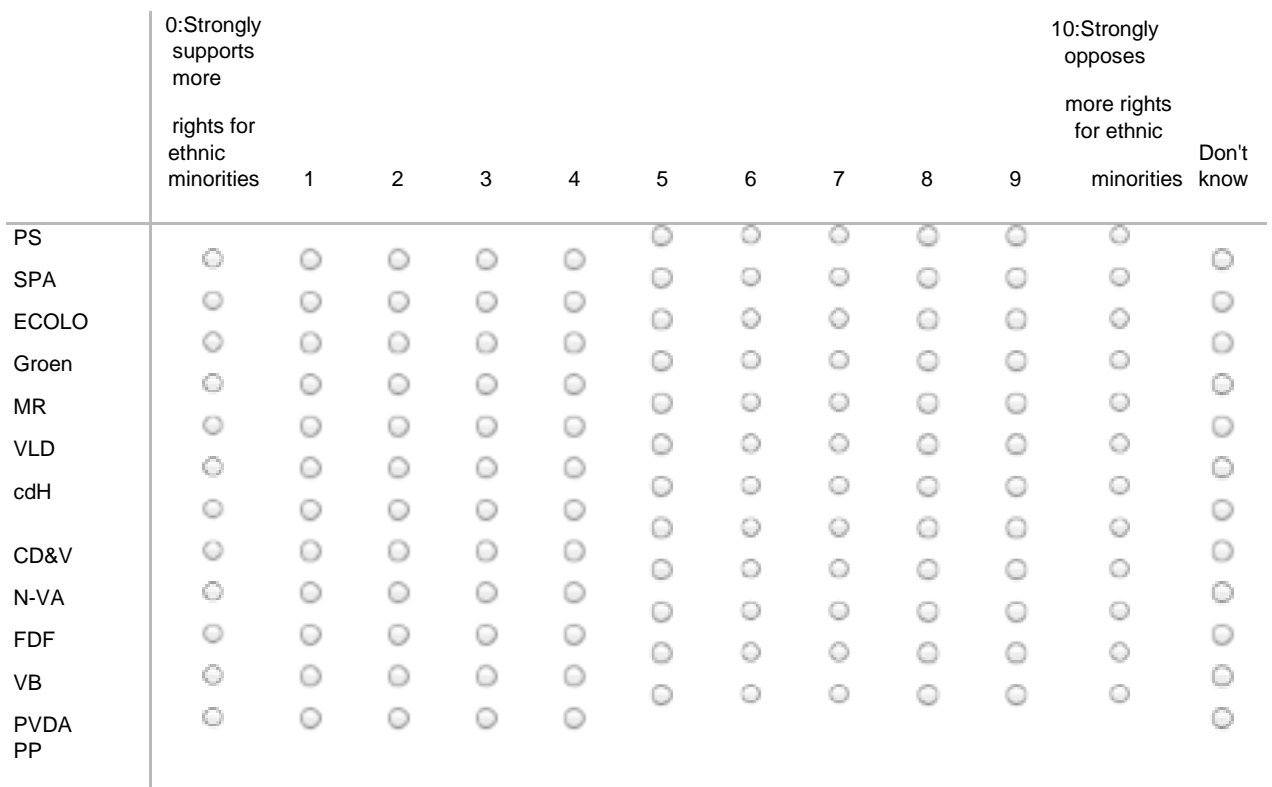 0:Strongly
supports
more
rights for
ethnic
minorities
1
2
3
4
5
6
7
8
9
10:Strongly
opposes
more rights
for ethnic
minorities
Don't
know
PS
SPA
ECOLO
Groen
MR
VLD
cdH
CD&V
N-VA
FDF
VB
PVDA
PP